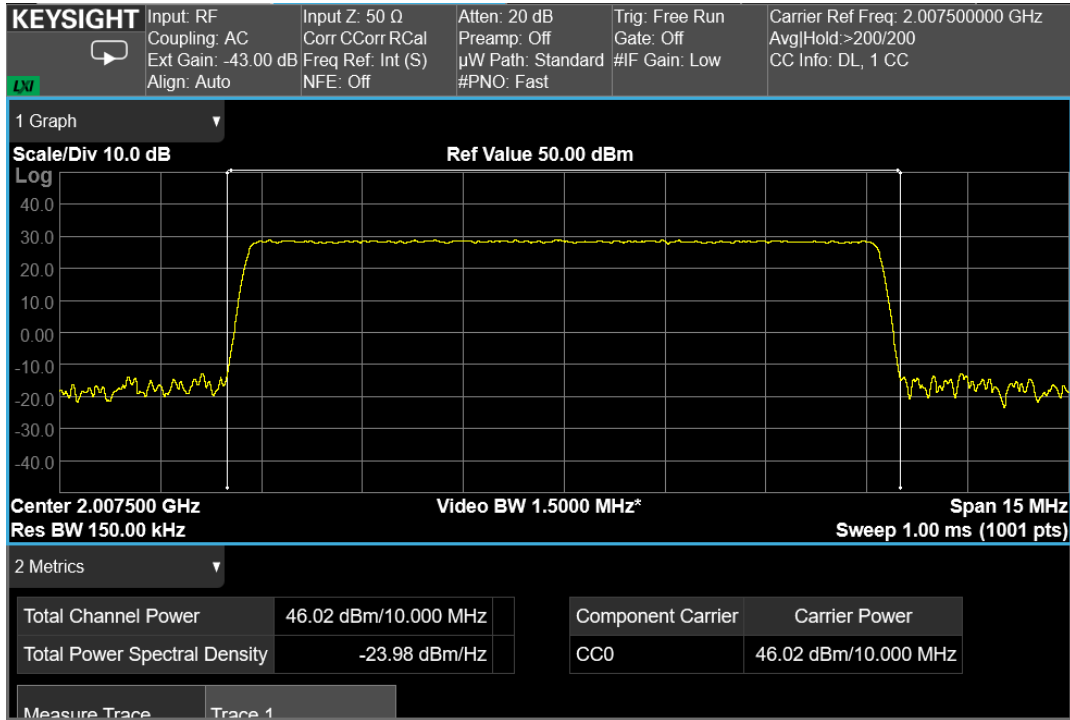 KEYSIGHT
LXI
Input: RF
Coupling: AC
Ext Gain: -43.00 dB
Align: Auto
Input Z: 50 Ω
Corr CCorr RCal
Freq Ref: Int (S)
NFE: Off
Atten: 20 dB
Preamp: Off
µW Path: Standard
#PNO: Fast
Trig: Free Run
Gate: Off
#IF Gain: Low
Carrier Ref Freq: 2.007500000 GHz
Avg|Hold:>200/200
CC Info: DL, 1 CC
1 Graph
Scale/Div 10.0 dB
Ref Value 50.00 dBm
Log
40.0
30.0
20.0
10.0
0.00
-10.0
-20.0
-30.0
-40.0
Center 2.007500 GHz
Video BW 1.5000 MHz*
Span 15 MHz
Res BW 150.00 kHz
Sweep 1.00 ms (1001 pts)
2 Metrics
Total Channel Power 46.02 dBm/10.000 MHz
Total Power Spectral Density -23.98 dBm/Hz
Component Carrier Carrier Power
CC0 46.02 dBm/10.000 MHz
Measure Trace Trace 1